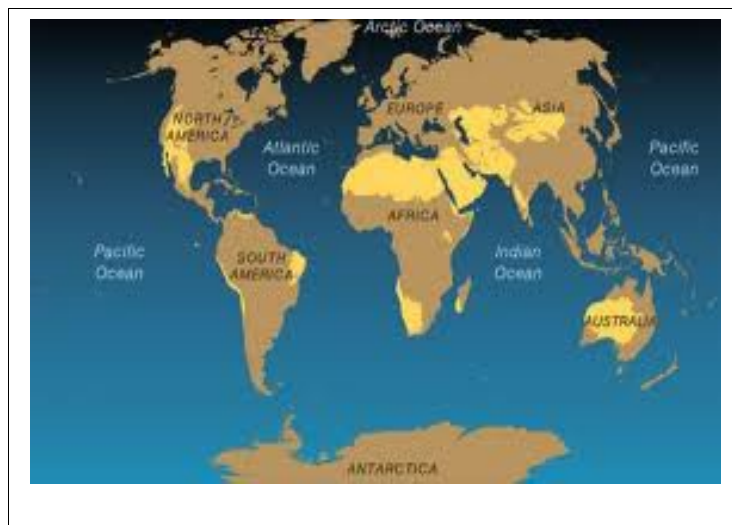 Arctic Ocean
NORTH
AMERICA
EUROPE
ASIA
Atlantic
Ocean
Pacific
Ocean
AFRICA
Pacific
Ocean
SOUTH
AMERICA
Indian
Ocean
AUSTRALIA
ANTARCTICA